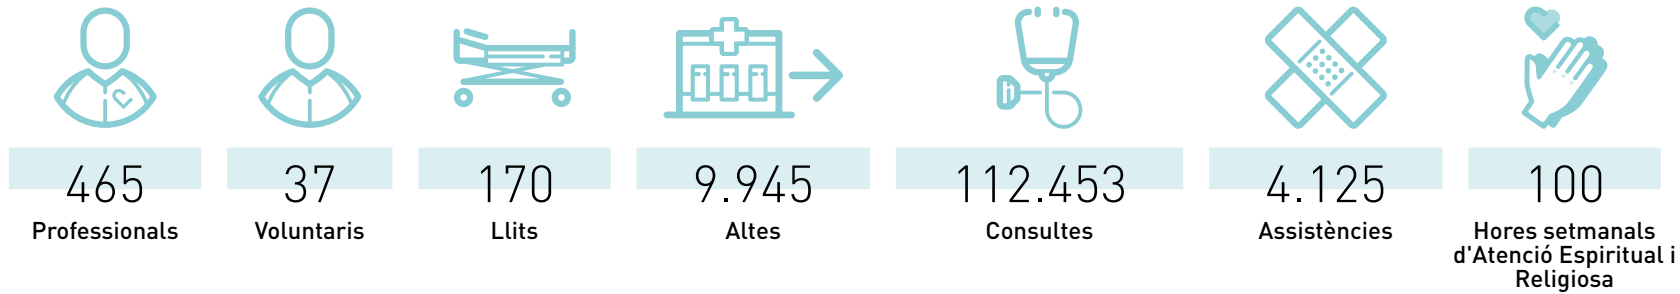 465
Professionals
37
Voluntaris
170
Llits
9.945
Altes
112.453
Consultes
4.125
Assistències
100
Hores setmanals
d'Atenció Espiritual i
Religiosa